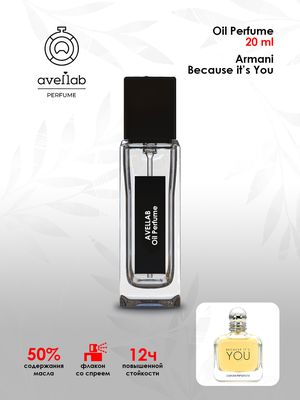 avellab
PERFUME
Oil Perfume
20 ml
Armani
Because it's You
AVELLAB
Oil Perfume
50%
содержания
масла
флакон
со спреем
12ч
повышенной
стойкости
BECAUSE IT'S
YOU